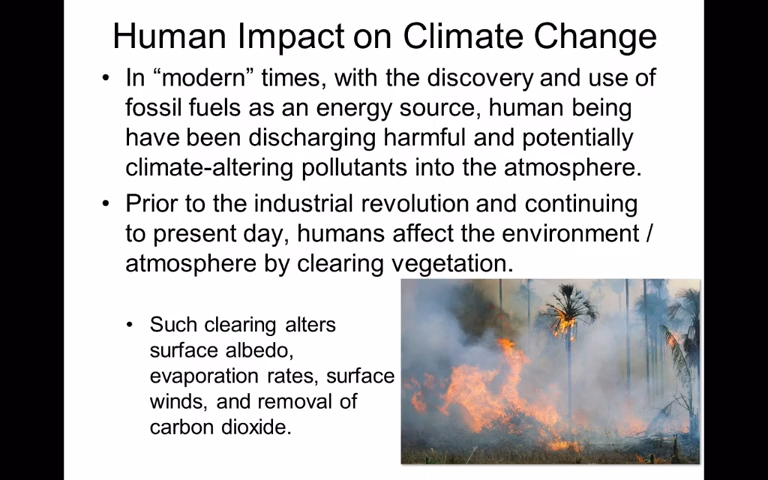 Human Impact on Climate Change
• In “modern” times, with the discovery and use of
fossil fuels as an energy source, human being
have been discharging harmful and potentially
climate-altering pollutants into the atmosphere.
• Prior to the industrial revolution and continuing
to present day, humans affect the environment /
atmosphere by clearing vegetation.
• Such clearing alters
surface albedo,
evaporation rates, surface
winds, and removal of
carbon dioxide.